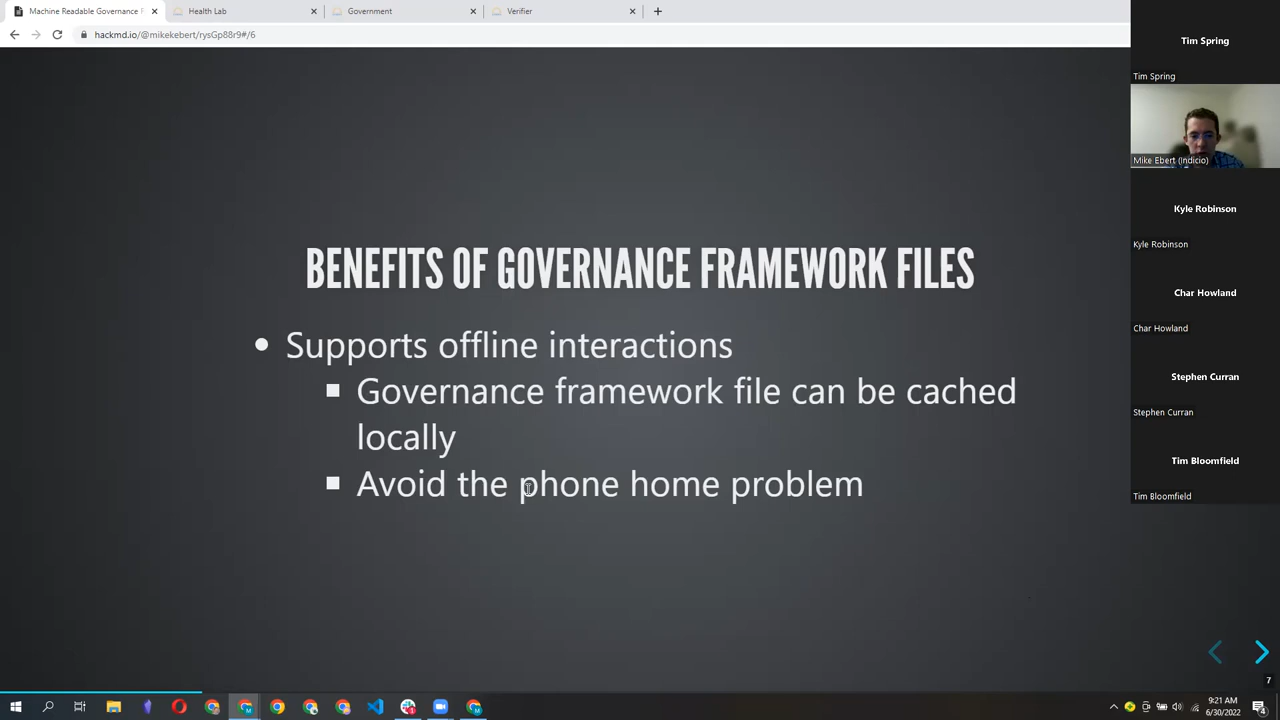 Machine Readable Governance F
Health Lab
Government
Verifier
hackmd.io/@mikekebert/rysGp88r9#/6
BENEFITS OF GOVERNANCE FRAMEWORK FILES
Supports offline interactions
Governance framework file can be cached
locally
Avoid the phone home problem
Tim Spring
Tim Spring
Mike Ebert (Indicio)
Kyle Robinson
Kyle Robinson
Char Howland
Char Howland
Stephen Curran
Stephen Curran
Tim Bloomfield
Tim Bloomfield
7
9:21 AM
6/30/2022
4